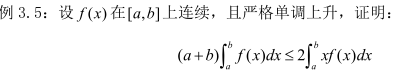 例 3.5：设 f(x) 在[a,b]上连续，且严格单调上升，证明：
(a+b)∫_a^b f(x)dx ≤ 2∫_a^b xf(x)dx